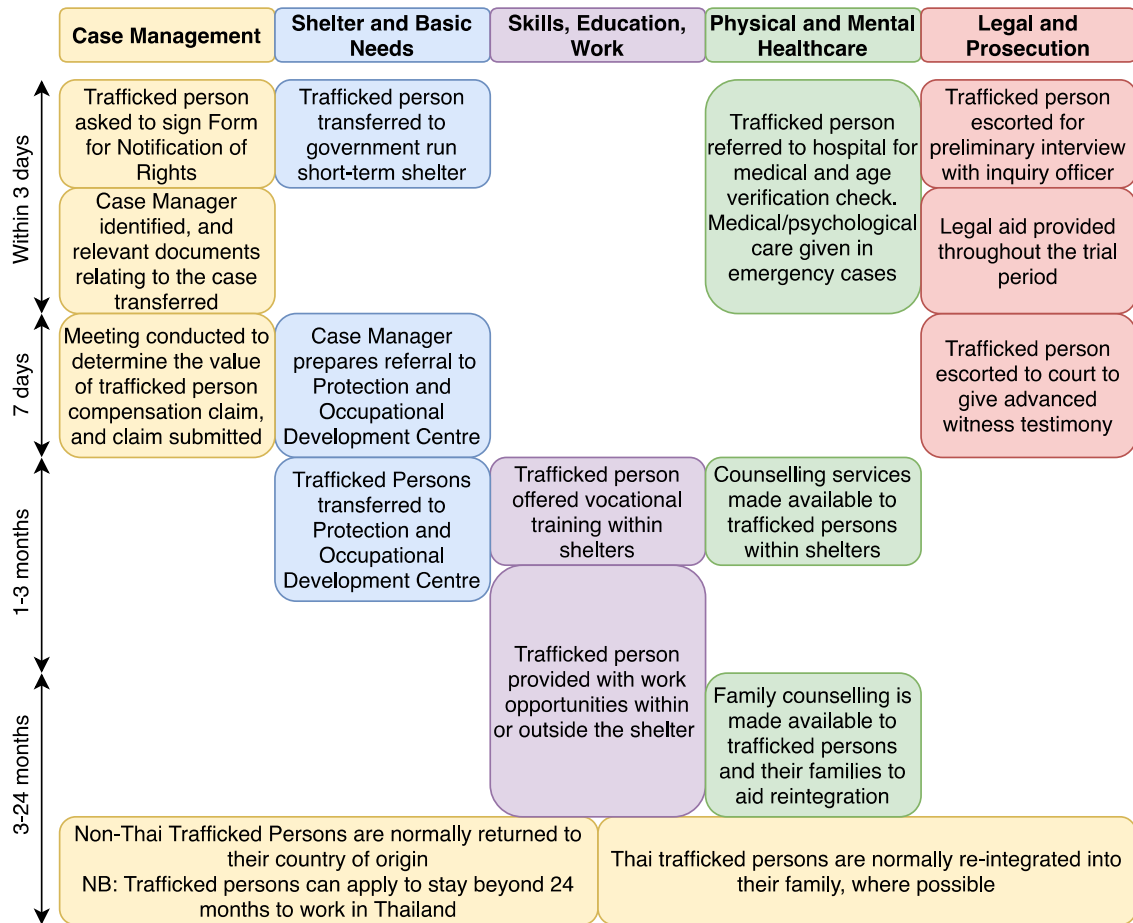 Case Management
Shelter and Basic
Needs
Skills, Education,
Work
Physical and Mental
Healthcare
Legal and
Prosecution
Within 3 days
Trafficked person
asked to sign Form
for Notification of
Rights
Trafficked person
transferred to
government run
short-term shelter
Trafficked person
referred to hospital for
medical and age
verification check.
Medical/psychological
care given in
emergency cases
Trafficked person
escorted for
preliminary interview
with inquiry officer
Case Manager
identified, and
relevant documents
relating to the case
transferred
Legal aid provided
throughout the trial
period
7 days
Meeting conducted to
determine the value
of trafficked person
compensation claim,
and claim submitted
Case Manager
prepares referral to
Protection and
Occupational
Development Centre
Trafficked person
escorted to court to
give advanced
witness testimony
1-3 months
Trafficked Persons
transferred to
Protection and
Occupational
Development Centre
Trafficked person
offered vocational
training within
shelters
Counselling services
made available to
trafficked persons
within shelters
Trafficked person
provided with work
opportunities within
or outside the shelter
3-24 months
Family counselling is
made available to
trafficked persons
and their families to
aid reintegration
Non-Thai Trafficked Persons are normally returned to
their country of origin
NB: Trafficked persons can apply to stay beyond 24
months to work in Thailand
Thai trafficked persons are normally re-integrated into
their family, where possible